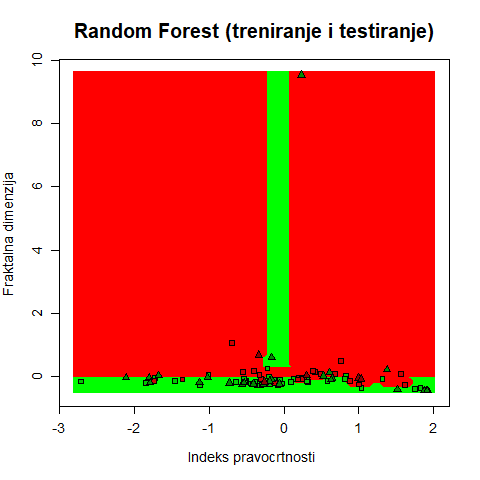 Random Forest (treniranje i testiranje)
Fraktalna dimenzija
10
8
6
4
2
0
-3 -2 -1 0 1 2
Indeks pravocrtnosti